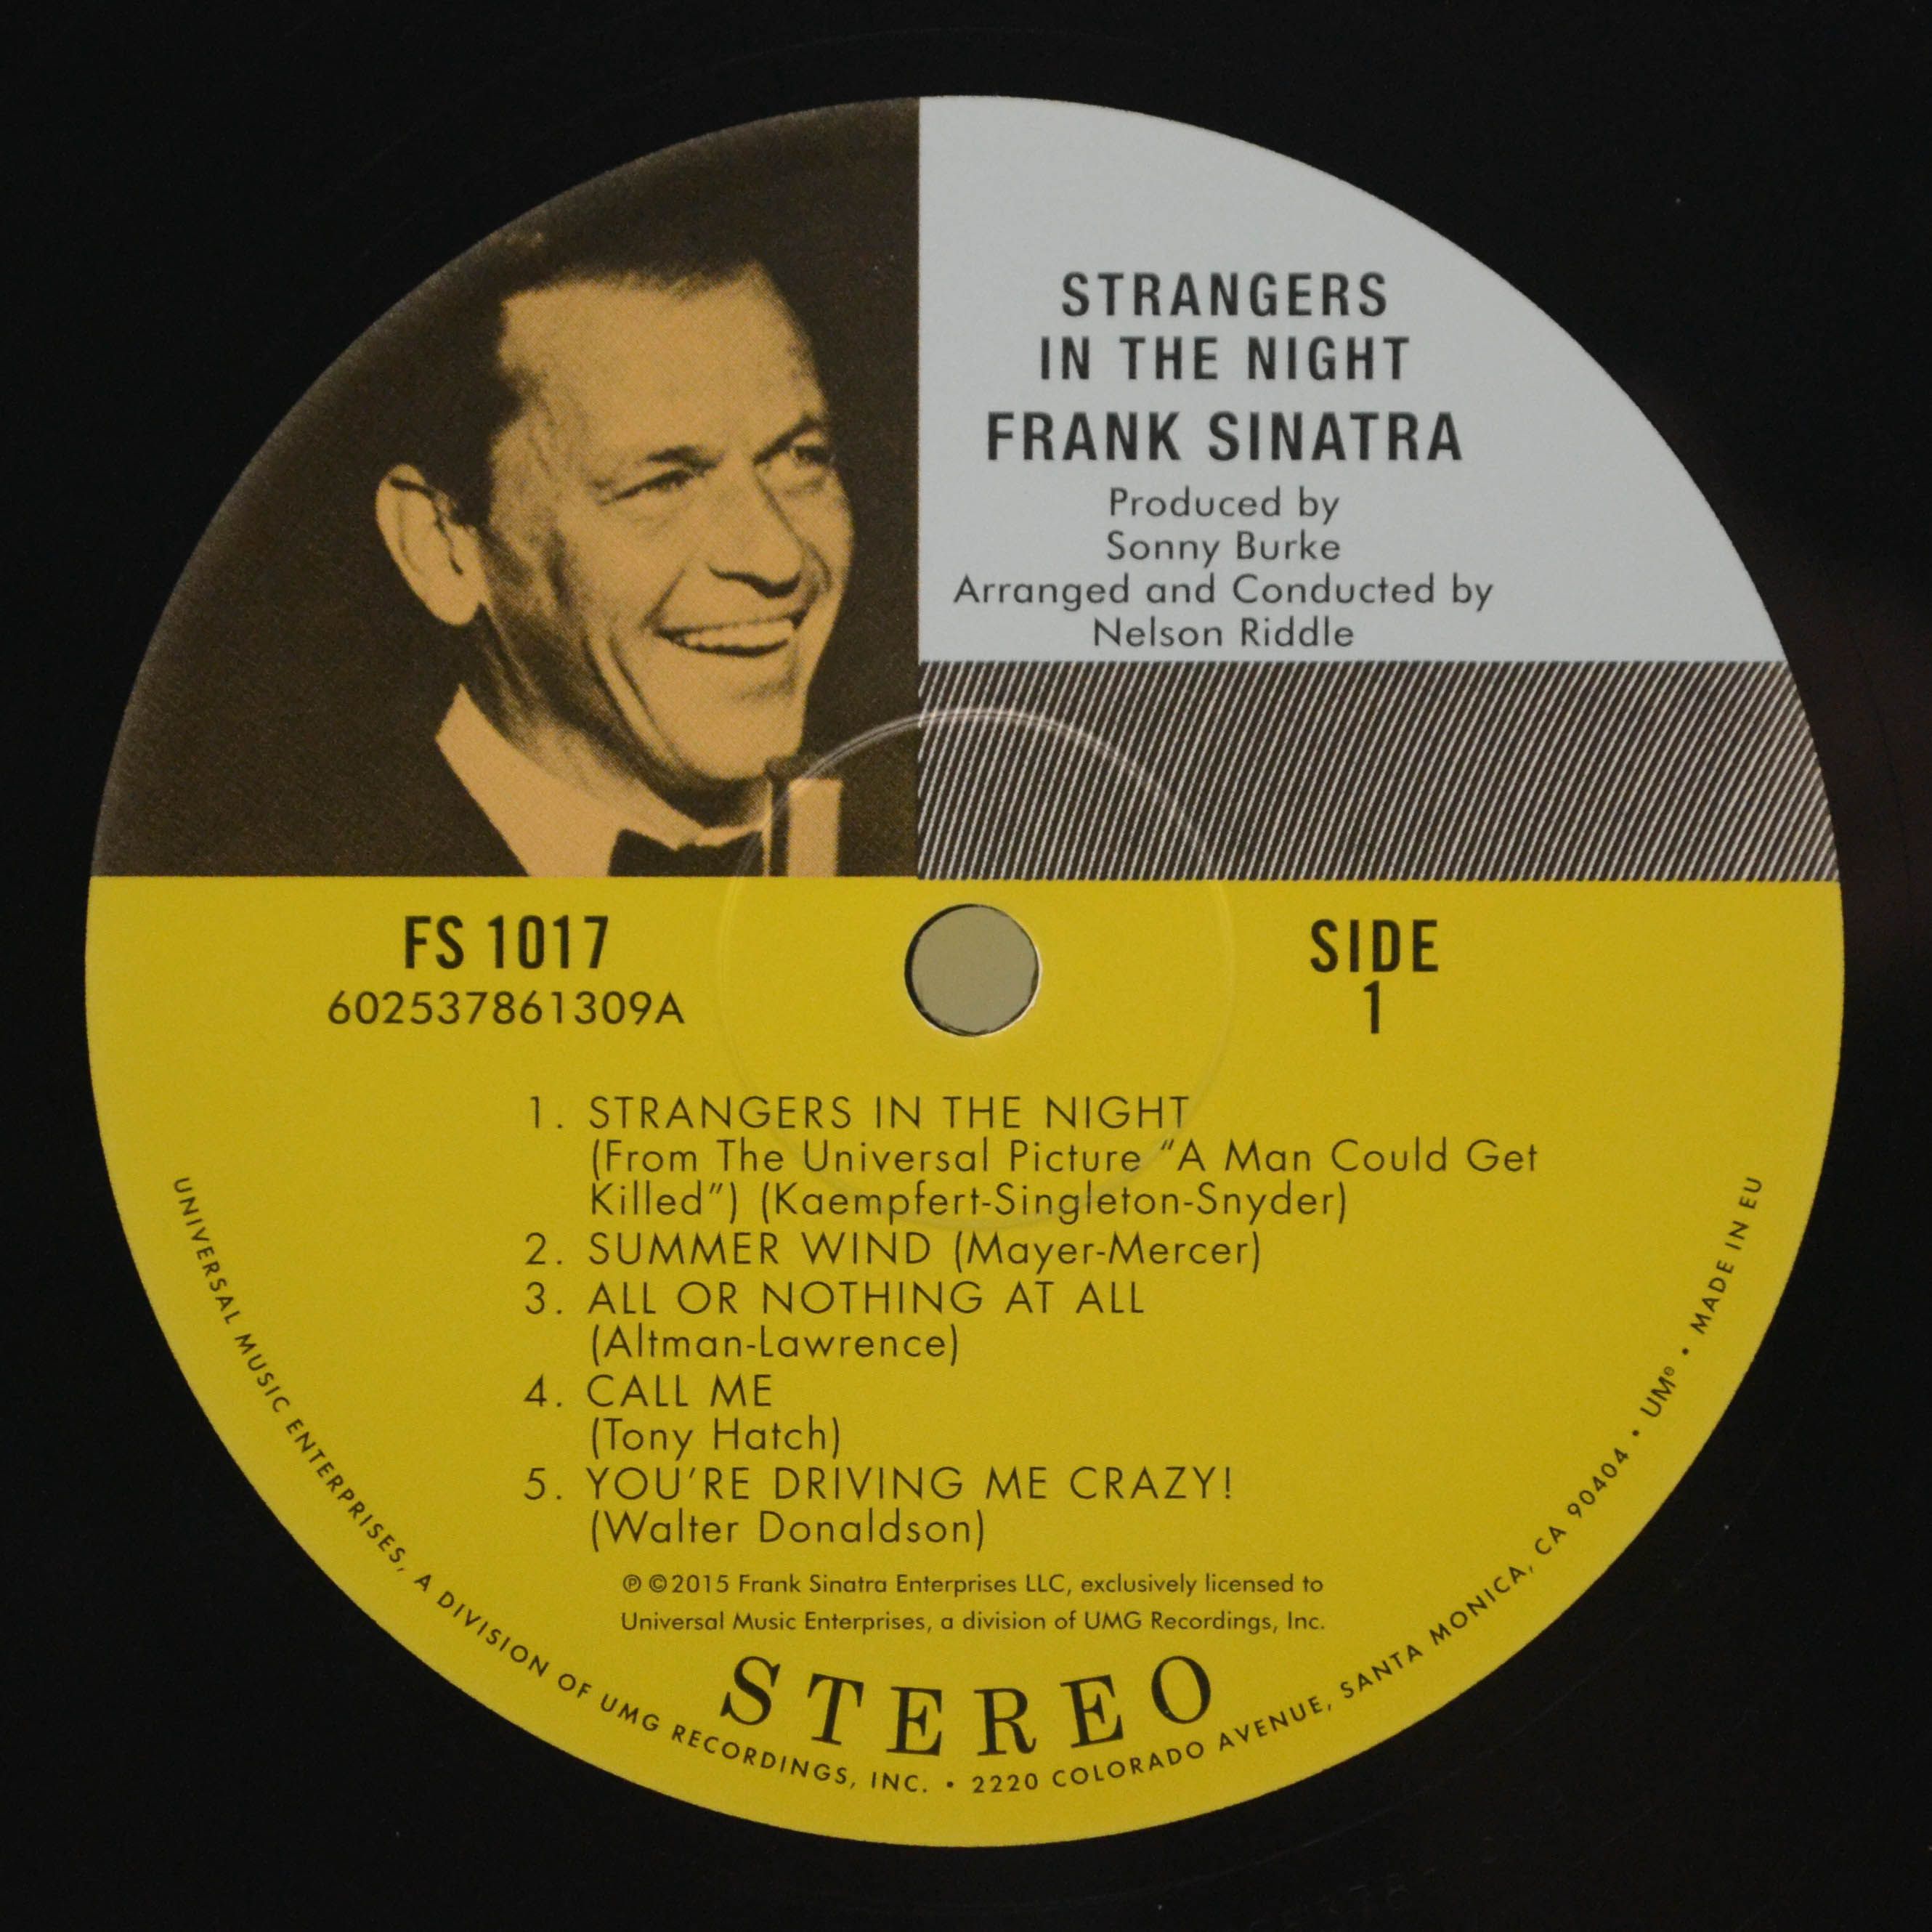 STRANGERS
IN THE NIGHT
FRANK SINATRA
Produced by
Sonny Burke
Arranged and Conducted by
Nelson Riddle
FS 1017
602537861309A
SIDE
1
1. STRANGERS IN THE NIGHT
(From The Universal Picture “A Man Could Get
Killed”) (Kaempfert-Singleton-Snyder)
2. SUMMER WIND (Mayer-Mercer)
3. ALL OR NOTHING AT ALL
(Altman-Lawrence)
4. CALL ME
(Tony Hatch)
5. YOU’RE DRIVING ME CRAZY!
(Walter Donaldson)
℗ ©2015 Frank Sinatra Enterprises LLC, exclusively licensed to
Universal Music Enterprises, a division of UMG Recordings, Inc.
STEREO
UNIVERSAL MUSIC ENTERPRISES, A DIVISION OF UMG RECORDINGS, INC. • 2220 COLORADO AVENUE, SANTA MONICA, CA 90404 • UMᵉ • MADE IN EU